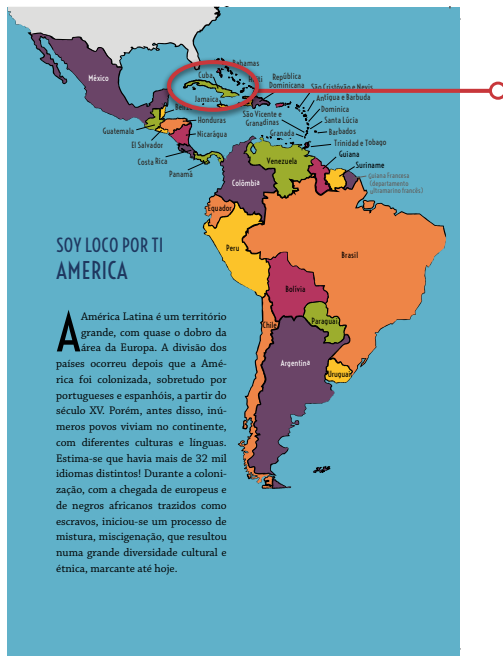 Bahamas
México
Cuba
Haiti
República
Dominicana
São Cristóvão e Nevis
Antígua e Barbuda
Jamaica
Belize
Dominica
São Vicente e
Granadinas
Santa Lúcia
Honduras
Barbados
Guatemala
Nicarágua
Granada
El Salvador
Trinidad e Tobago
Costa Rica
Venezuela
Guiana
Panamá
Suriname
Guiana Francesa
(departamento
ultramarino francês)
Colômbia
Equador
Peru
Brasil
Bolívia
Chile
Paraguai
Argentina
Uruguai
SOY LOCO POR TI
AMERICA
A América Latina é um território
grande, com quase o dobro da
área da Europa. A divisão dos
países ocorreu depois que a Amé-
rica foi colonizada, sobretudo por
portugueses e espanhóis, a partir do
século XV. Porém, antes disso, inú-
meros povos viviam no continente,
com diferentes culturas e línguas.
Estima-se que havia mais de 32 mil
idiomas distintos! Durante a coloni-
zação, com a chegada de europeus e
de negros africanos trazidos como
escravos, iniciou-se um processo de
mistura, miscigenação, que resultou
numa grande diversidade cultural e
étnica, marcante até hoje.